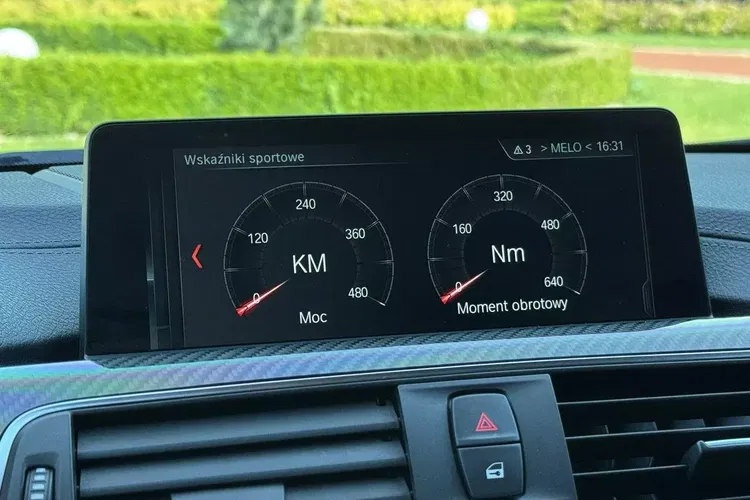 Wskaźniki sportowe
3 > MELO < 16:31
0 120 240 360 480
KM
Moc
0 160 320 480 640
Nm
Moment obrotowy